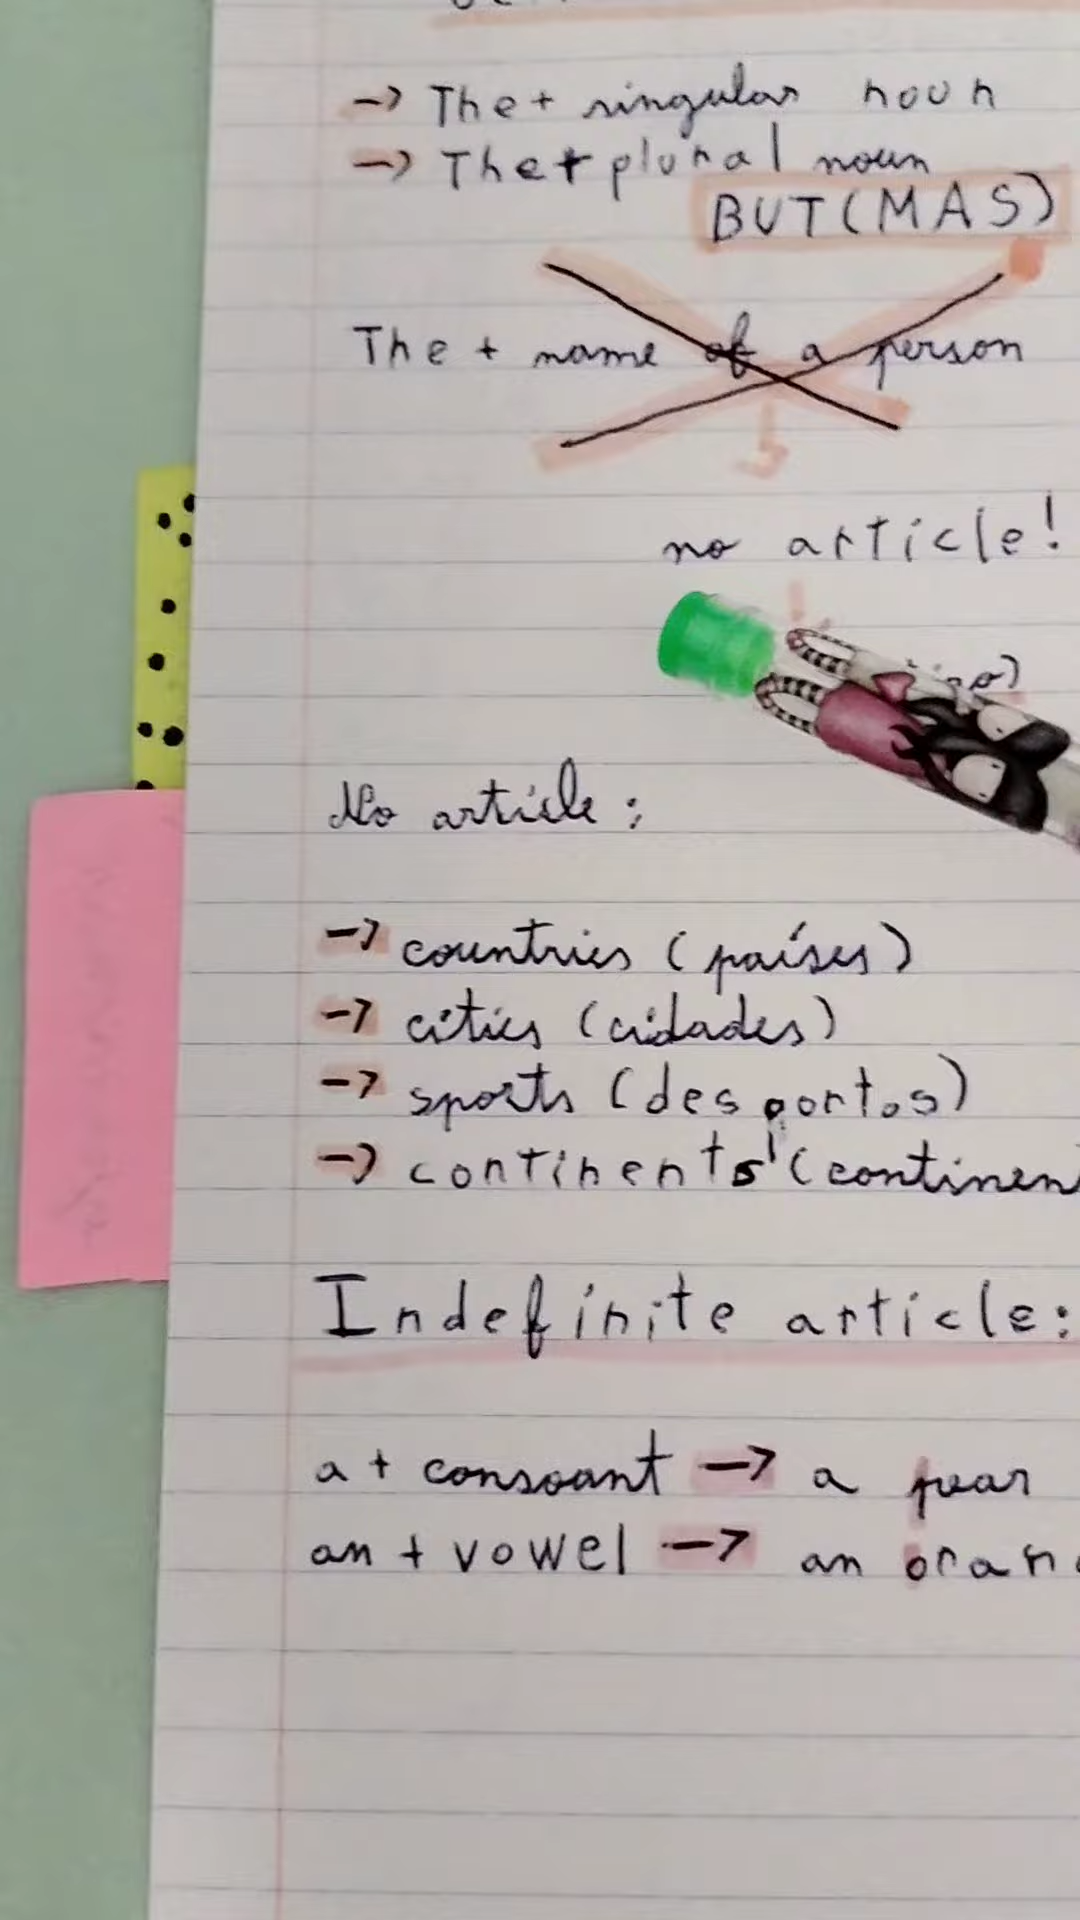 → The + singular noun
→ The + plural noun
BUT (MAS)
The + name of a person
no article!
No article:
→ countries (países)
→ cities (cidades)
→ sports (desportos)
→ continents (continen
Indefinite article:
a + consoant → a pear
an + vowel → an oran